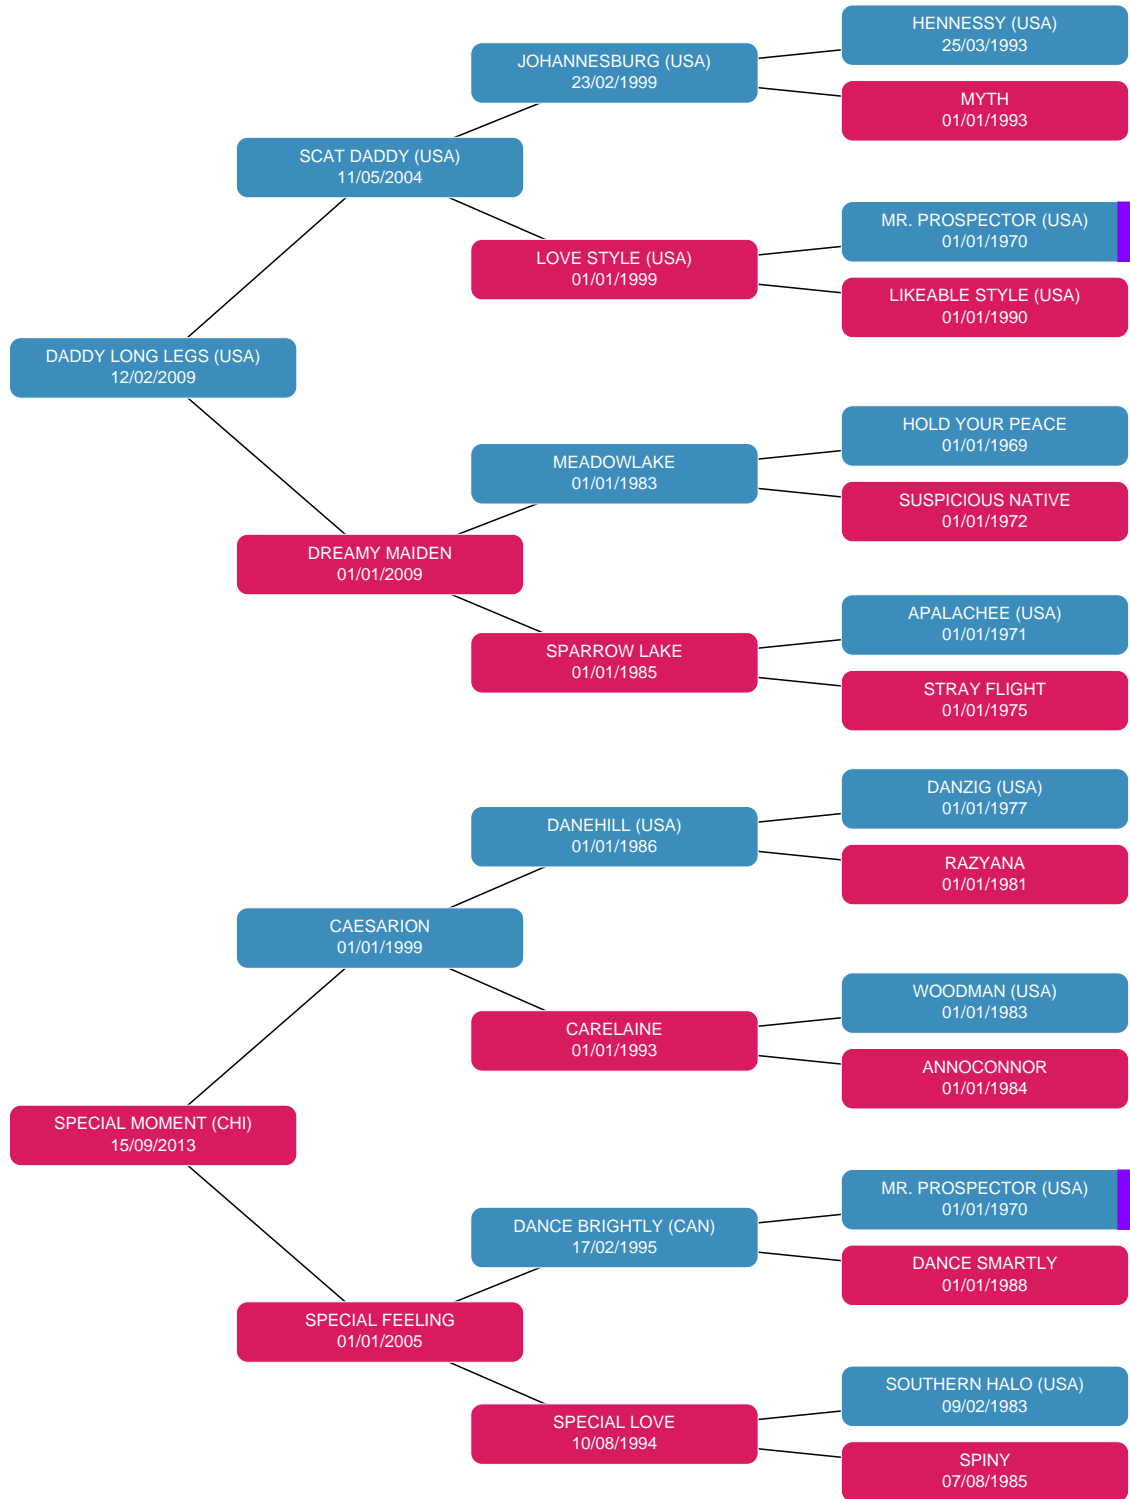 HENNESSY (USA)
25/03/1993
JOHANNESBURG (USA)
23/02/1999
MYTH
01/01/1993
SCAT DADDY (USA)
11/05/2004
MR. PROSPECTOR (USA)
01/01/1970
LOVE STYLE (USA)
01/01/1999
LIKEABLE STYLE (USA)
01/01/1990
DADDY LONG LEGS (USA)
12/02/2009
HOLD YOUR PEACE
01/01/1969
MEADOWLAKE
01/01/1983
SUSPICIOUS NATIVE
01/01/1972
DREAMY MAIDEN
01/01/2009
APALACHEE (USA)
01/01/1971
SPARROW LAKE
01/01/1985
STRAY FLIGHT
01/01/1975
DANZIG (USA)
01/01/1977
DANEHILL (USA)
01/01/1986
RAZYANA
01/01/1981
CAESARION
01/01/1999
WOODMAN (USA)
01/01/1983
CARELAINE
01/01/1993
ANNOCONNOR
01/01/1984
SPECIAL MOMENT (CHI)
15/09/2013
MR. PROSPECTOR (USA)
01/01/1970
DANCE BRIGHTLY (CAN)
17/02/1995
DANCE SMARTLY
01/01/1988
SPECIAL FEELING
01/01/2005
SOUTHERN HALO (USA)
09/02/1983
SPECIAL LOVE
10/08/1994
SPINY
07/08/1985